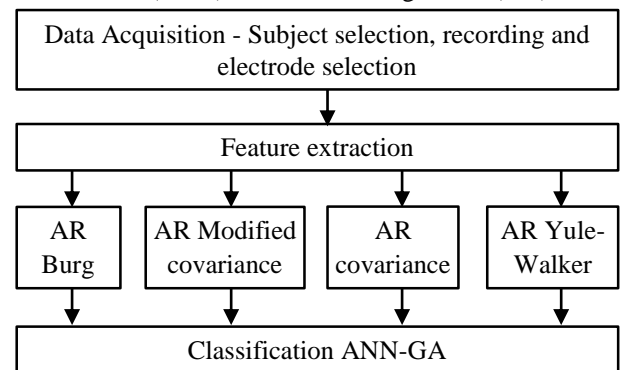 Data Acquisition - Subject selection, recording and
electrode selection
Feature extraction
AR
Burg
AR Modified
covariance
AR
covariance
AR Yule-
Walker
Classification ANN-GA